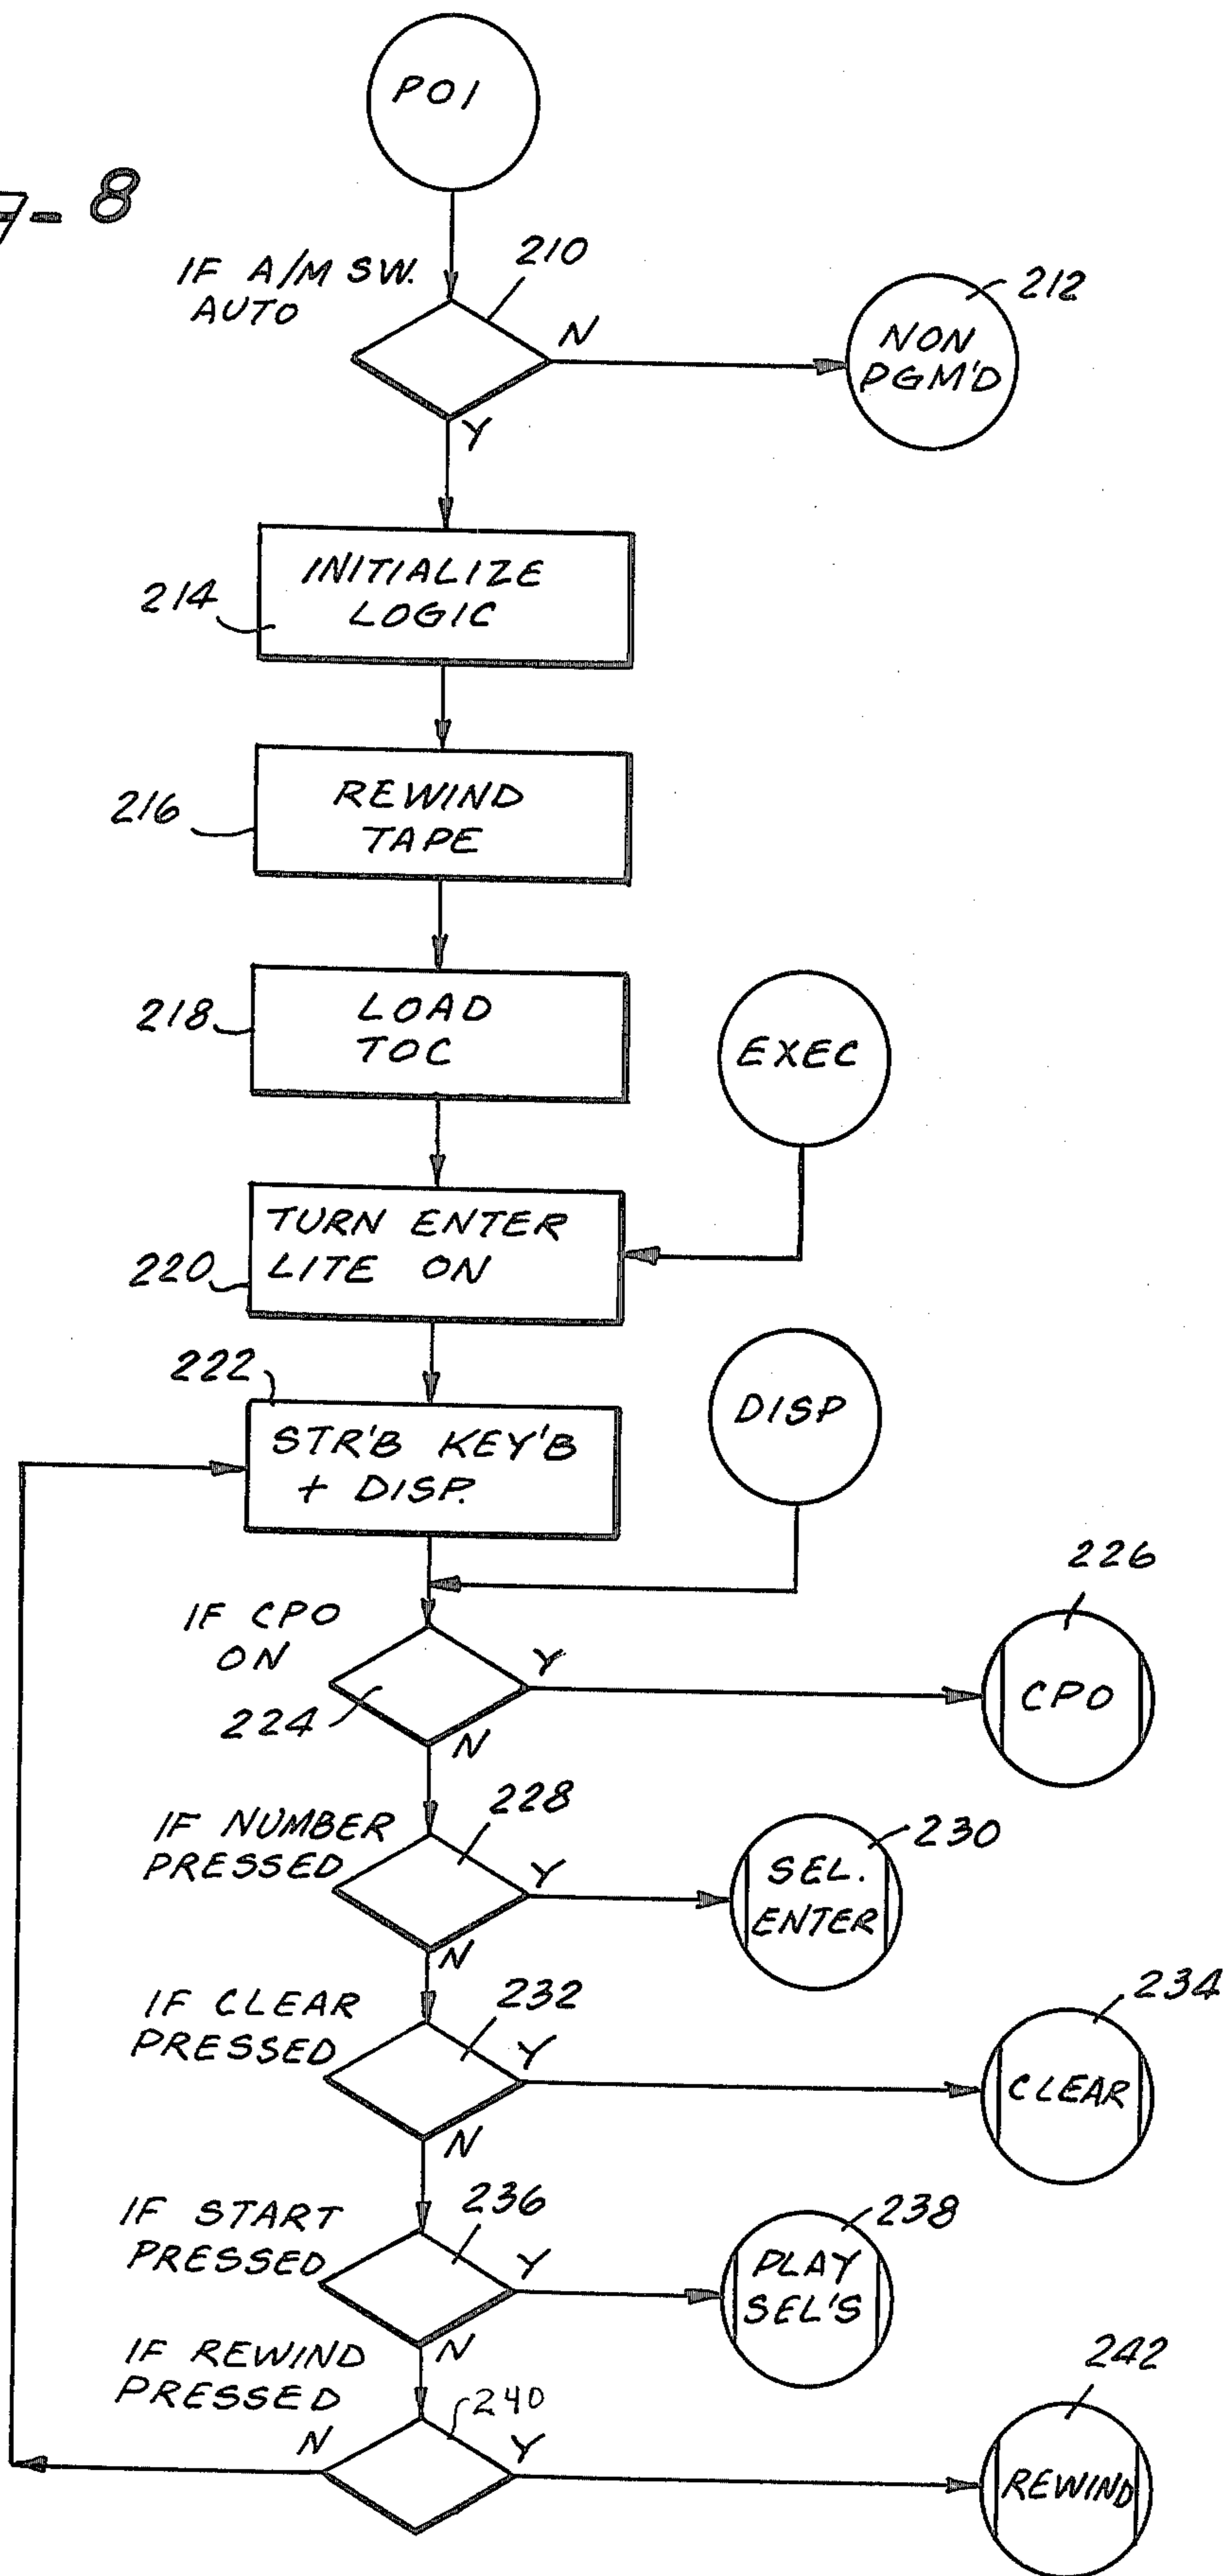 POI
- 8
IF A/M SW.
AUTO
210
N
212
NON
PGM'D
Y
INITIALIZE
LOGIC
214
REWIND
TAPE
216
LOAD
TOC
218
EXEC
TURN ENTER
LITE ON
220
222
STR'B KEY'B
+ DISP.
DISP
226
IF CPO
ON
Y
CPO
224
N
228
IF NUMBER
PRESSED
Y
230
SEL.
ENTER
N
232
IF CLEAR
PRESSED
Y
234
CLEAR
N
236
IF START
PRESSED
Y
238
PLAY
SEL'S
N
IF REWIND
PRESSED
240
242
N
Y
REWIND